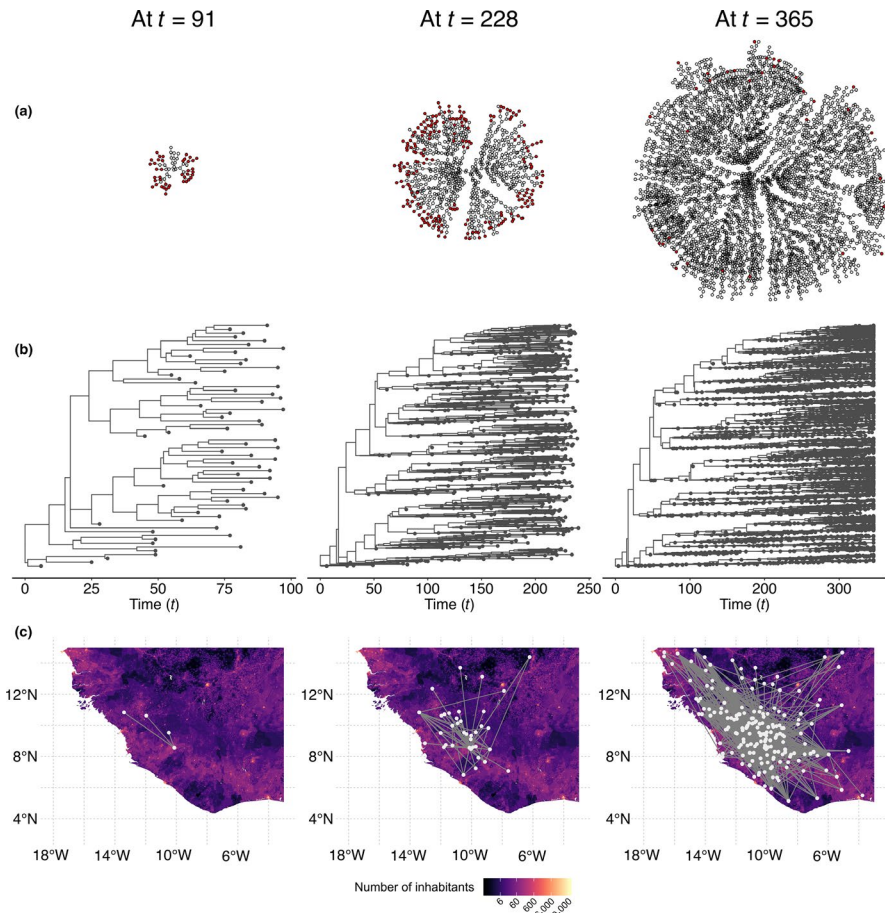 At t = 91
At t = 228
At t = 365
(a)
(b)
0 25 50 75 100
Time (t)
0 50 100 150 200 250
Time (t)
0 100 200 300
Time (t)
(c)
12°N
8°N
4°N
18°W 14°W 10°W 6°W
12°N
8°N
4°N
18°W 14°W 10°W 6°W
12°N
8°N
4°N
18°W 14°W 10°W 6°W
Number of inhabitants
6
60
600